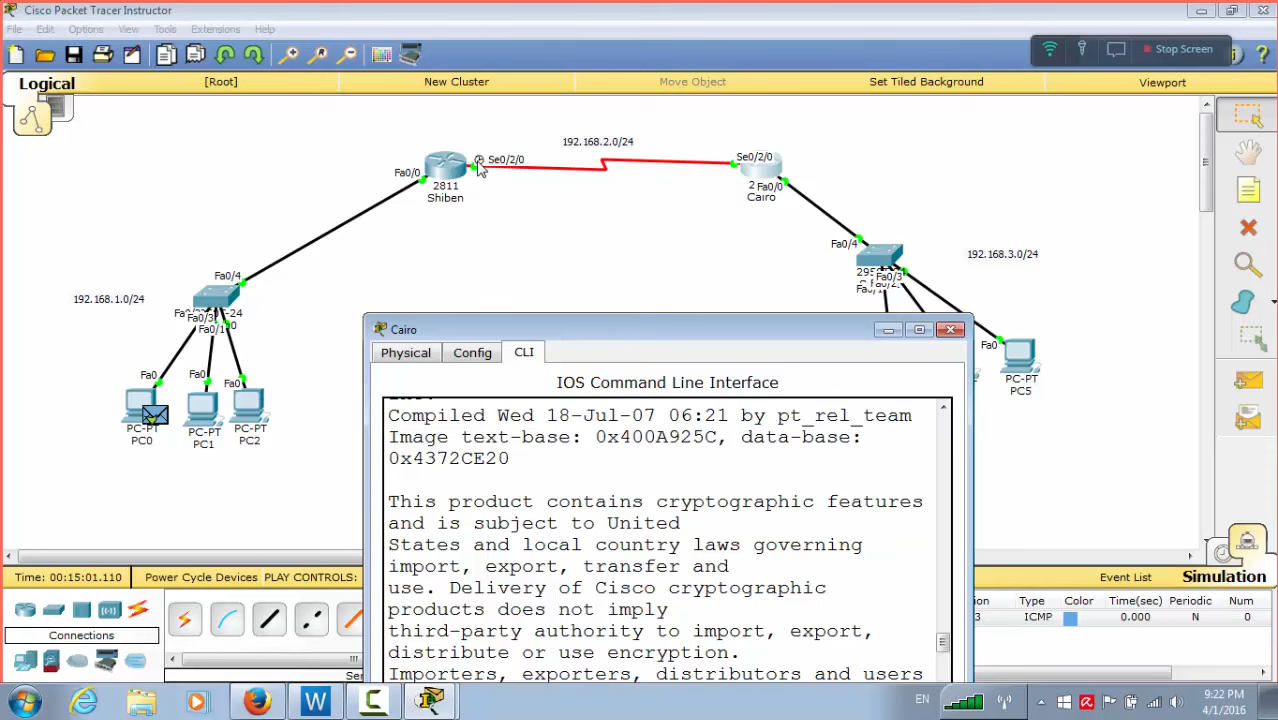 Cisco Packet Tracer Instructor
File Edit Options View Tools Extensions Help
Stop Screen
Logical
[Root]
New Cluster
Move Object
Set Tiled Background
Viewport
192.168.2.0/24
Se0/2/0
Se0/2/0
Fa0/0
2811
Shiben
2 Fa0/0
Cairo
Fa0/4
192.168.3.0/24
Fa0/3
Fa0/4
192.168.1.0/24
Fa0/3
Fa0/1
Fa0
Fa0
Fa0
Fa0
PC-PT
PC0
PC-PT
PC1
PC-PT
PC2
PC-PT
PC5
Cairo
Physical
Config
CLI
IOS Command Line Interface
Compiled Wed 18-Jul-07 06:21 by pt_rel_team
Image text-base: 0x400A925C, data-base:
0x4372CE20
This product contains cryptographic features
and is subject to United
States and local country laws governing
import, export, transfer and
use. Delivery of Cisco cryptographic
products does not imply
third-party authority to import, export,
distribute or use encryption.
Importers, exporters, distributors and users
Time: 00:15:01.110
Power Cycle Devices PLAY CONTROLS:
Event List
Simulation
Connections
Type Color Time(sec) Periodic Num
ICMP 0.000 N 0
EN
9:22 PM
4/1/2016